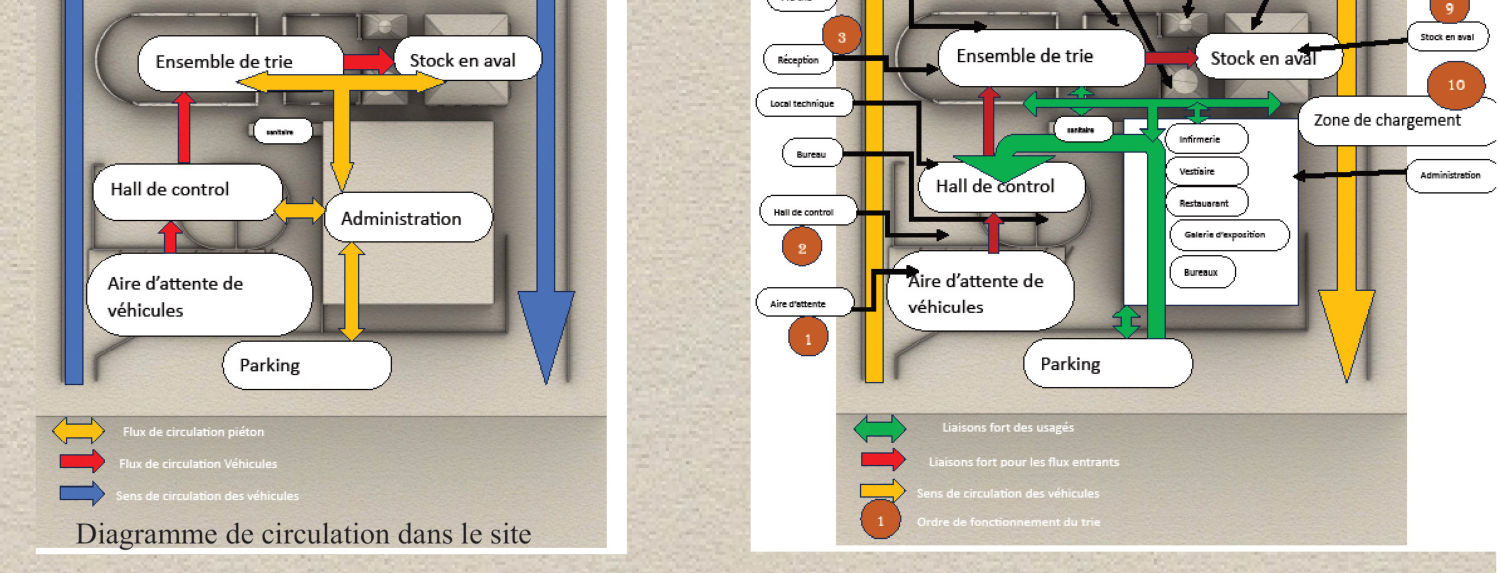 Ensemble de trie
Stock en aval
sanitaire
Hall de control
Administration
Aire d'attente de
véhicules
Parking
Flux de circulation piéton
Flux de circulation Véhicules
Sens de circulation des véhicules
Diagramme de circulation dans le site
9
3
Stock en aval
Ensemble de trie
Stock en aval
Réception
10
Local technique
Zone de chargement
sanitaire
Infirmerie
Bureau
Vestiaire
Administration
Hall de control
Restauarant
Hall de control
Galerie d'exposition
2
Bureaux
Aire d'attente de
véhicules
Aire d'attente
1
Parking
Liaisons fort des usagés
Liaisons fort pour les flux entrants
Sens de circulation des véhicules
1
Ordre de fonctionnement du trie